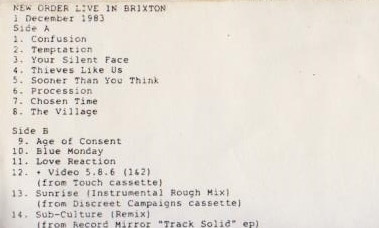 NEW ORDER LIVE IN BRIXTON
1 December 1983
Side A
1. Confusion
2. Temptation
3. Your Silent Face
4. Thieves Like Us
5. Sooner Than You Think
6. Procession
7. Chosen Time
8. The Village
Side B
9. Age of Consent
10. Blue Monday
11. Love Reaction
12. + Video 5.8.6 (1&2)
(from Touch cassette)
13. Sunrise (Instrumental Rough Mix)
(from Discreet Campaigns cassette)
14. Sub-Culture (Remix)
(from Record Mirror "Track Solid" ep)